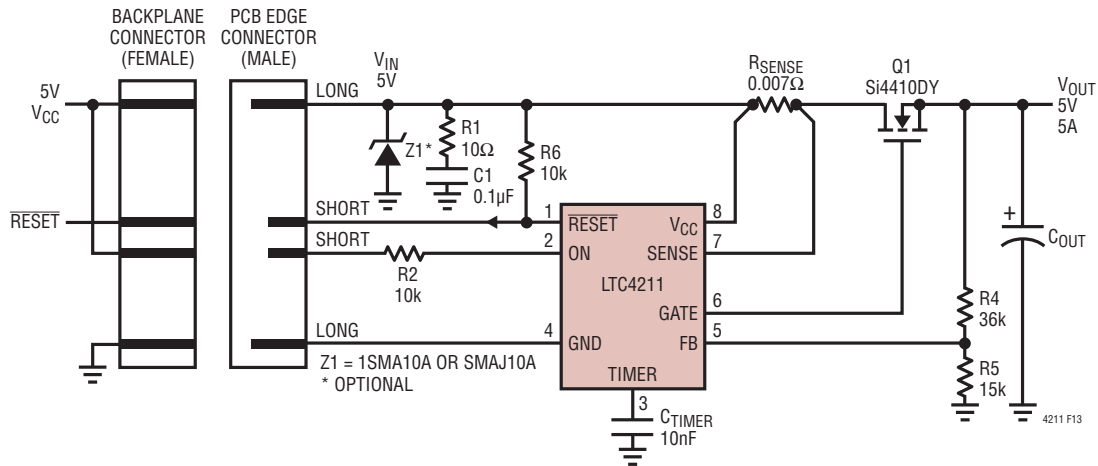 BACKPLANE
CONNECTOR
(FEMALE)
PCB EDGE
CONNECTOR
(MALE)
5V
VCC
RESET
LONG
VIN
5V
Z1*
R1
10Ω
C1
0.1µF
R6
10k
RSENSE
0.007Ω
Q1
Si4410DY
VOUT
5V
5A
SHORT
SHORT
R2
10k
LONG
1
2
4
RESET
ON
GND
VCC
SENSE
LTC4211
GATE
FB
TIMER
8
7
6
5
3
CTIMER
10nF
+
COUT
R4
36k
R5
15k
Z1 = 1SMA10A OR SMAJ10A
* OPTIONAL
4211 F13